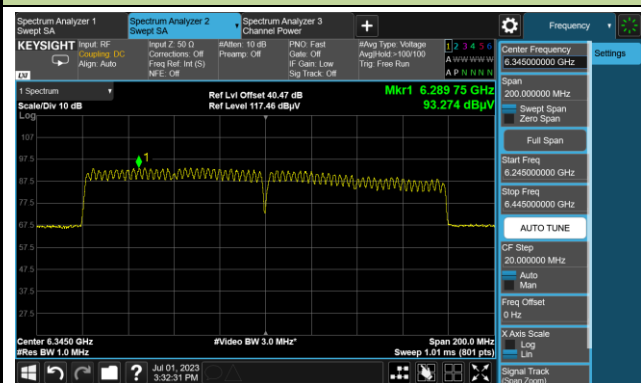 Spectrum Analyzer 1
Swept SA
Spectrum Analyzer 2
Swept SA
Spectrum Analyzer 3
Channel Power
+
Frequency
KEYSIGHT
Input: RF
Coupling: DC
Align: Auto
Input Z: 50 Ω
Corrections: Off
Freq Ref: Int (S)
NFE: Off
#Atten: 10 dB
Preamp: Off
PNO: Fast
Gate: Off
IF Gain: Low
Sig Track: Off
#Avg Type: Voltage
Avg|Hold:>100/100
Trig: Free Run
1 2 3 4 5 6
A W W W W W
A P N N N N
LXI
1 Spectrum
Scale/Div 10 dB
Log
Ref Lvl Offset 40.47 dB
Ref Level 117.46 dBµV
Mkr1 6.289 75 GHz
93.274 dBµV
1
107
97.5
87.5
77.5
67.5
57.5
47.5
37.5
27.5
Center 6.3450 GHz
#Res BW 1.0 MHz
#Video BW 3.0 MHz*
Span 200.0 MHz
Sweep 1.01 ms (801 pts)
Jul 01, 2023
3:32:31 PM
?
Settings
Center Frequency
6.345000000 GHz
Span
200.000000 MHz
Swept Span
Zero Span
Full Span
Start Freq
6.245000000 GHz
Stop Freq
6.445000000 GHz
AUTO TUNE
CF Step
20.000000 MHz
Auto
Man
Freq Offset
0 Hz
X Axis Scale
Log
Lin
Signal Track
(Span Zoom)